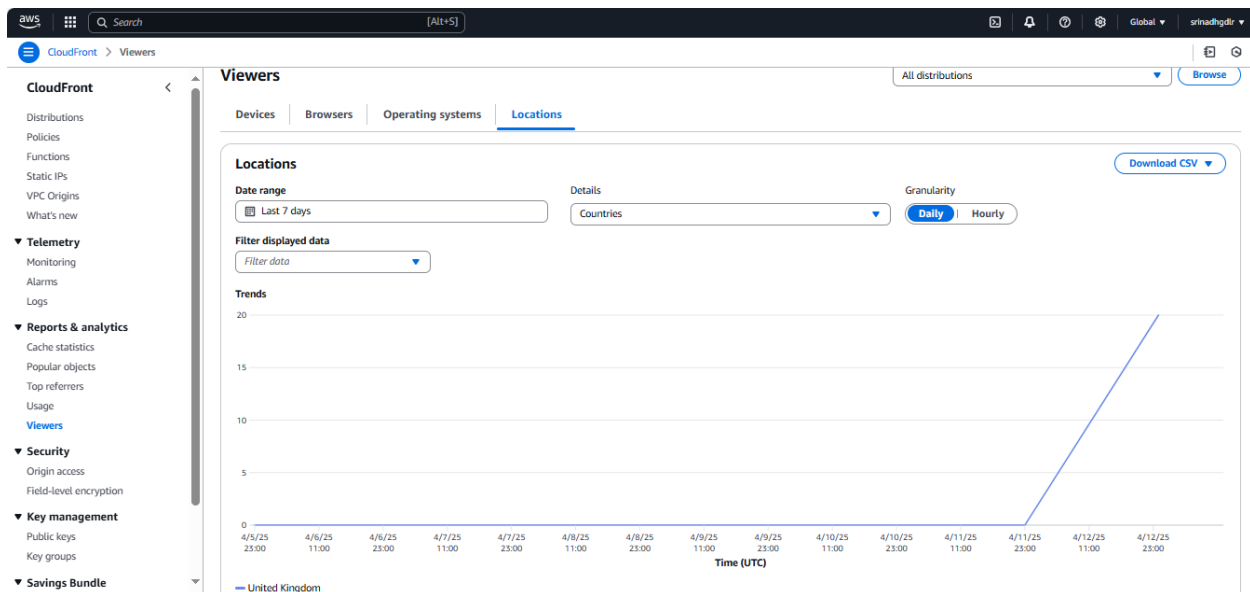 aws
Search [Alt+S]
Global srinadhgdlr
CloudFront > Viewers
CloudFront
Distributions
Policies
Functions
Static IPs
VPC Origins
What's new
Telemetry
Monitoring
Alarms
Logs
Reports & analytics
Cache statistics
Popular objects
Top referrers
Usage
Viewers
Security
Origin access
Field-level encryption
Key management
Public keys
Key groups
Savings Bundle
Viewers
All distributions
Browse
Devices Browsers Operating systems Locations
Locations
Download CSV
Date range
Last 7 days
Details
Countries
Granularity
Daily Hourly
Filter displayed data
Filter data
Trends
20
15
10
5
0
4/5/25 4/6/25 4/6/25 4/7/25 4/7/25 4/8/25 4/8/25 4/9/25 4/9/25 4/10/25 4/10/25 4/11/25 4/11/25 4/12/25 4/12/25
23:00 11:00 23:00 11:00 23:00 11:00 23:00 11:00 23:00 11:00 23:00 11:00 23:00 11:00 23:00
Time (UTC)
United Kingdom